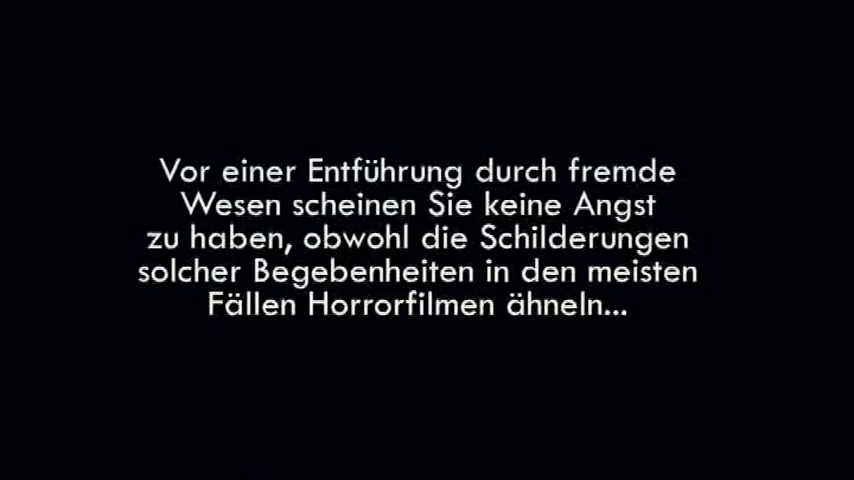 Vor einer Entführung durch fremde
Wesen scheinen Sie keine Angst
zu haben, obwohl die Schilderungen
solcher Begebenheiten in den meisten
Fällen Horrorfilmen ähneln...